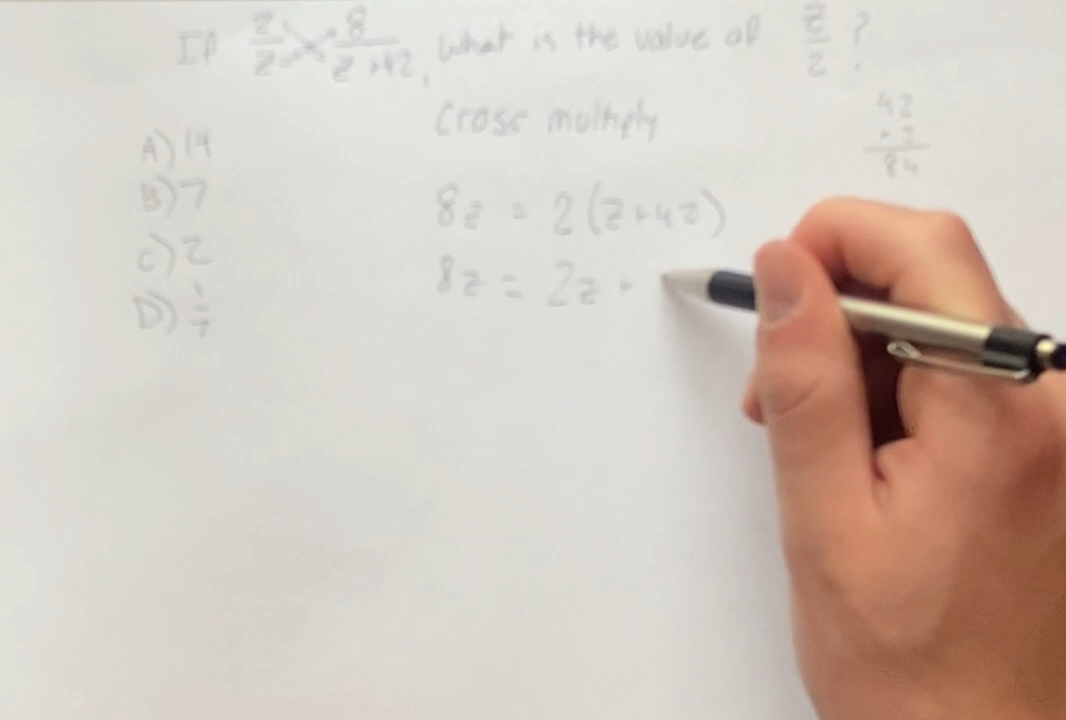 If 2/z = 8/z+42, what is the value of z/2?
cross multiply
42
· 2
84
A) 14
B) 7
C) 2
D) 1/7
8z = 2(z+42)
8z = 2z +